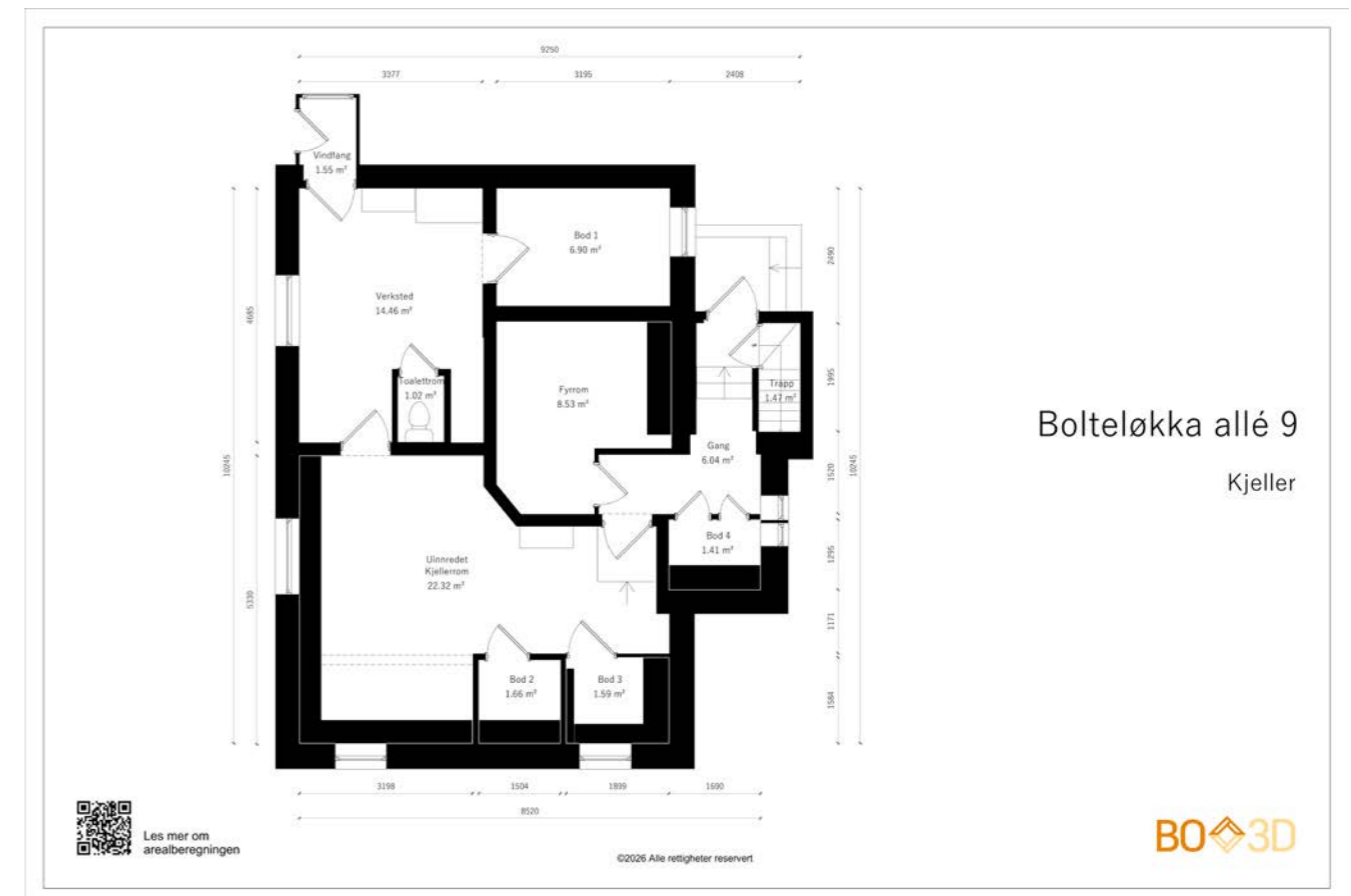 9250
3377
3195
2408
Vindfang
1.55 m²
Bod 1
6.90 m²
2490
Verksted
14.46 m²
4685
Toalettrom
1.02 m²
Fyrrom
8.53 m²
Trapp
1.47 m²
1995
Bolteløkka allé 9
Kjeller
Gang
6.04 m²
10245
1520
10245
Bod 4
1.41 m²
1295
Uinnredet
Kjellerrom
22.32 m²
5330
1171
Bod 2
1.66 m²
Bod 3
1.59 m²
1584
3198
1504
1899
1690
8520
Les mer om
arealberegningen
©2026 Alle rettigheter reservert
BO 3D